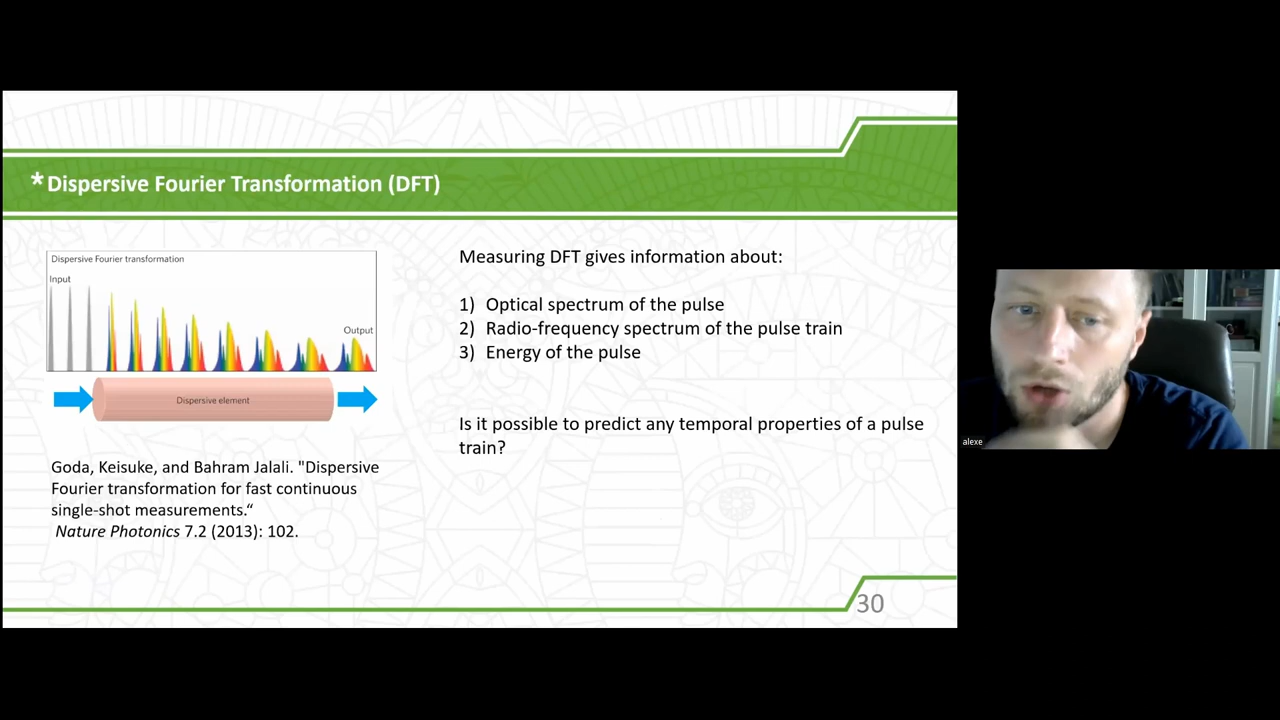 *Dispersive Fourier Transformation (DFT)
Dispersive Fourier transformation
Input
Output
Dispersive element
Goda, Keisuke, and Bahram Jalali. "Dispersive
Fourier transformation for fast continuous
single-shot measurements.“
Nature Photonics 7.2 (2013): 102.
Measuring DFT gives information about:
1) Optical spectrum of the pulse
2) Radio-frequency spectrum of the pulse train
3) Energy of the pulse
Is it possible to predict any temporal properties of a pulse
train?
30
alexe